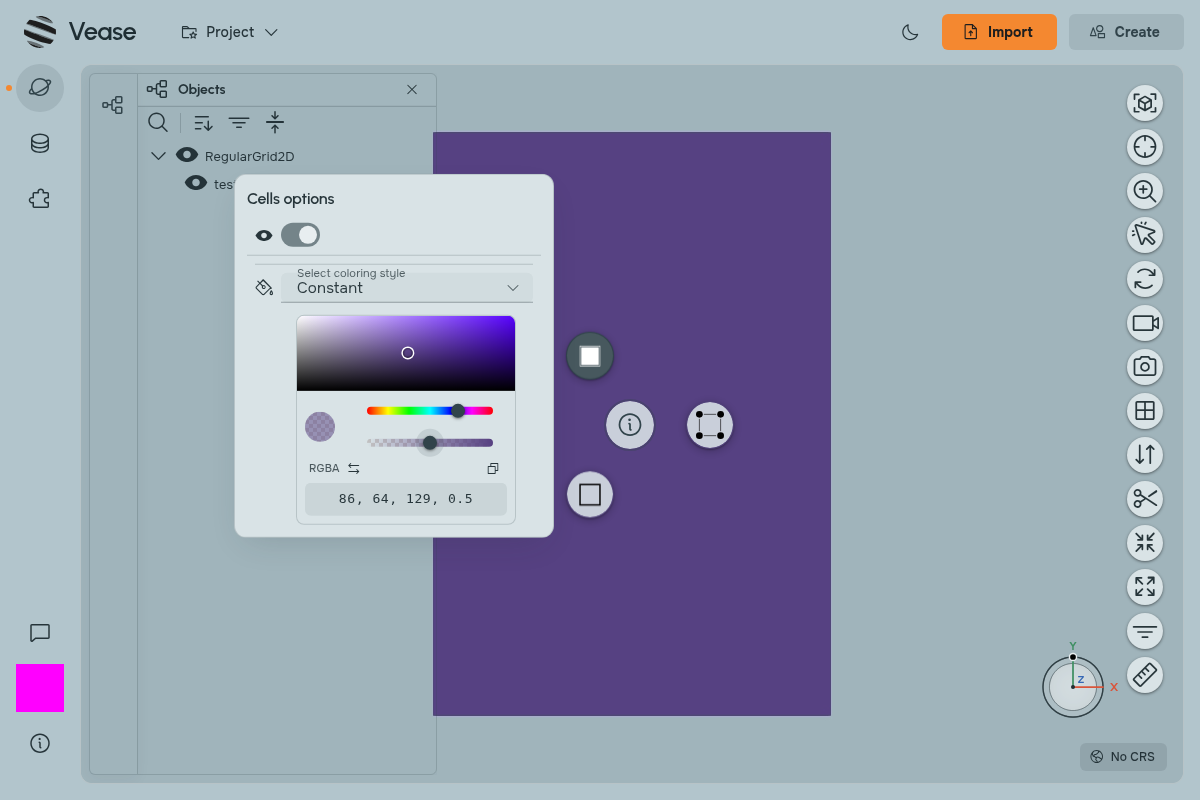 Vease
Project
Import
Create
Objects
RegularGrid2D
tes
Cells options
Select coloring style
Constant
RGBA
86, 64, 129, 0.5
Y
Z
X
No CRS